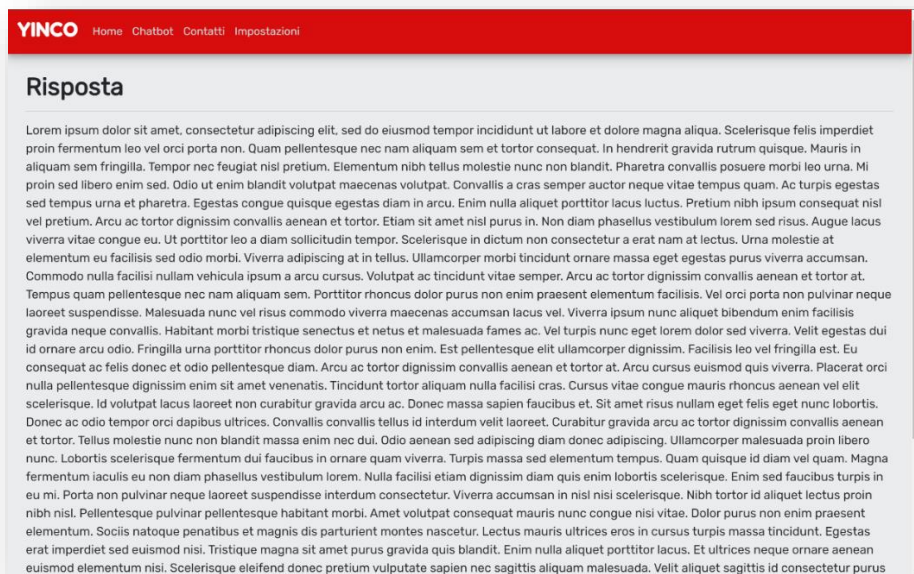 YINCO Home Chatbot Contatti Impostazioni
Risposta
Lorem ipsum dolor sit amet, consectetur adipiscing elit, sed do eiusmod tempor incididunt ut labore et dolore magna aliqua. Scelerisque felis imperdiet
proin fermentum leo vel orci porta non. Quam pellentesque nec nam aliquam sem et tortor consequat. In hendrerit gravida rutrum quisque. Mauris in
aliquam sem fringilla. Tempor nec feugiat nisl pretium. Elementum nibh tellus molestie nunc non blandit. Pharetra convallis posuere morbi leo urna. Mi
proin sed libero enim sed. Odio ut enim blandit volutpat maecenas volutpat. Convallis a cras semper auctor neque vitae tempus quam. Ac turpis egestas
sed tempus urna et pharetra. Egestas congue quisque egestas diam in arcu. Enim nulla aliquet porttitor lacus luctus. Pretium nibh ipsum consequat nisl
vel pretium. Arcu ac tortor dignissim convallis aenean et tortor. Etiam sit amet nisl purus in. Non diam phasellus vestibulum lorem sed risus. Augue lacus
viverra vitae congue eu. Ut porttitor leo a diam sollicitudin tempor. Scelerisque in dictum non consectetur a erat nam at lectus. Urna molestie at
elementum eu facilisis sed odio morbi. Viverra adipiscing at in tellus. Ullamcorper morbi tincidunt ornare massa eget egestas purus viverra accumsan.
Commodo nulla facilisi nullam vehicula ipsum a arcu cursus. Volutpat ac tincidunt vitae semper. Arcu ac tortor dignissim convallis aenean et tortor at.
Tempus quam pellentesque nec nam aliquam sem. Porttitor rhoncus dolor purus non enim praesent elementum facilisis. Vel orci porta non pulvinar neque
laoreet suspendisse. Malesuada nunc vel risus commodo viverra maecenas accumsan lacus vel. Viverra ipsum nunc aliquet bibendum enim facilisis
gravida neque convallis. Habitant morbi tristique senectus et netus et malesuada fames ac. Vel turpis nunc eget lorem dolor sed viverra. Velit egestas dui
id ornare arcu odio. Fringilla urna porttitor rhoncus dolor purus non enim. Est pellentesque elit ullamcorper dignissim. Facilisis leo vel fringilla est. Eu
consequat ac felis donec et odio pellentesque diam. Arcu ac tortor dignissim convallis aenean et tortor at. Arcu cursus euismod quis viverra. Placerat orci
nulla pellentesque dignissim enim sit amet venenatis. Tincidunt tortor aliquam nulla facilisi cras. Cursus vitae congue mauris rhoncus aenean vel elit
scelerisque. Id volutpat lacus laoreet non curabitur gravida arcu ac. Donec massa sapien faucibus et. Sit amet risus nullam eget felis eget nunc lobortis.
Donec ac odio tempor orci dapibus ultrices. Convallis convallis tellus id interdum velit laoreet. Curabitur gravida arcu ac tortor dignissim convallis aenean
et tortor. Tellus molestie nunc non blandit massa enim nec dui. Odio aenean sed adipiscing diam donec adipiscing. Ullamcorper malesuada proin libero
nunc. Lobortis scelerisque fermentum dui faucibus in ornare quam viverra. Turpis massa sed elementum tempus. Quam quisque id diam vel quam. Magna
fermentum iaculis eu non diam phasellus vestibulum lorem. Nulla facilisi etiam dignissim diam quis enim lobortis scelerisque. Enim sed faucibus turpis in
eu mi. Porta non pulvinar neque laoreet suspendisse interdum consectetur. Viverra accumsan in nisl nisi scelerisque. Nibh tortor id aliquet lectus proin
nibh nisl. Pellentesque pulvinar pellentesque habitant morbi. Amet volutpat consequat mauris nunc congue nisi vitae. Dolor purus non enim praesent
elementum. Sociis natoque penatibus et magnis dis parturient montes nascetur. Lectus mauris ultrices eros in cursus turpis massa tincidunt. Egestas
erat imperdiet sed euismod nisi. Tristique magna sit amet purus gravida quis blandit. Enim nulla aliquet porttitor lacus. Et ultrices neque ornare aenean
euismod elementum nisi. Scelerisque eleifend donec pretium vulputate sapien nec sagittis aliquam malesuada. Velit aliquet sagittis id consectetur purus